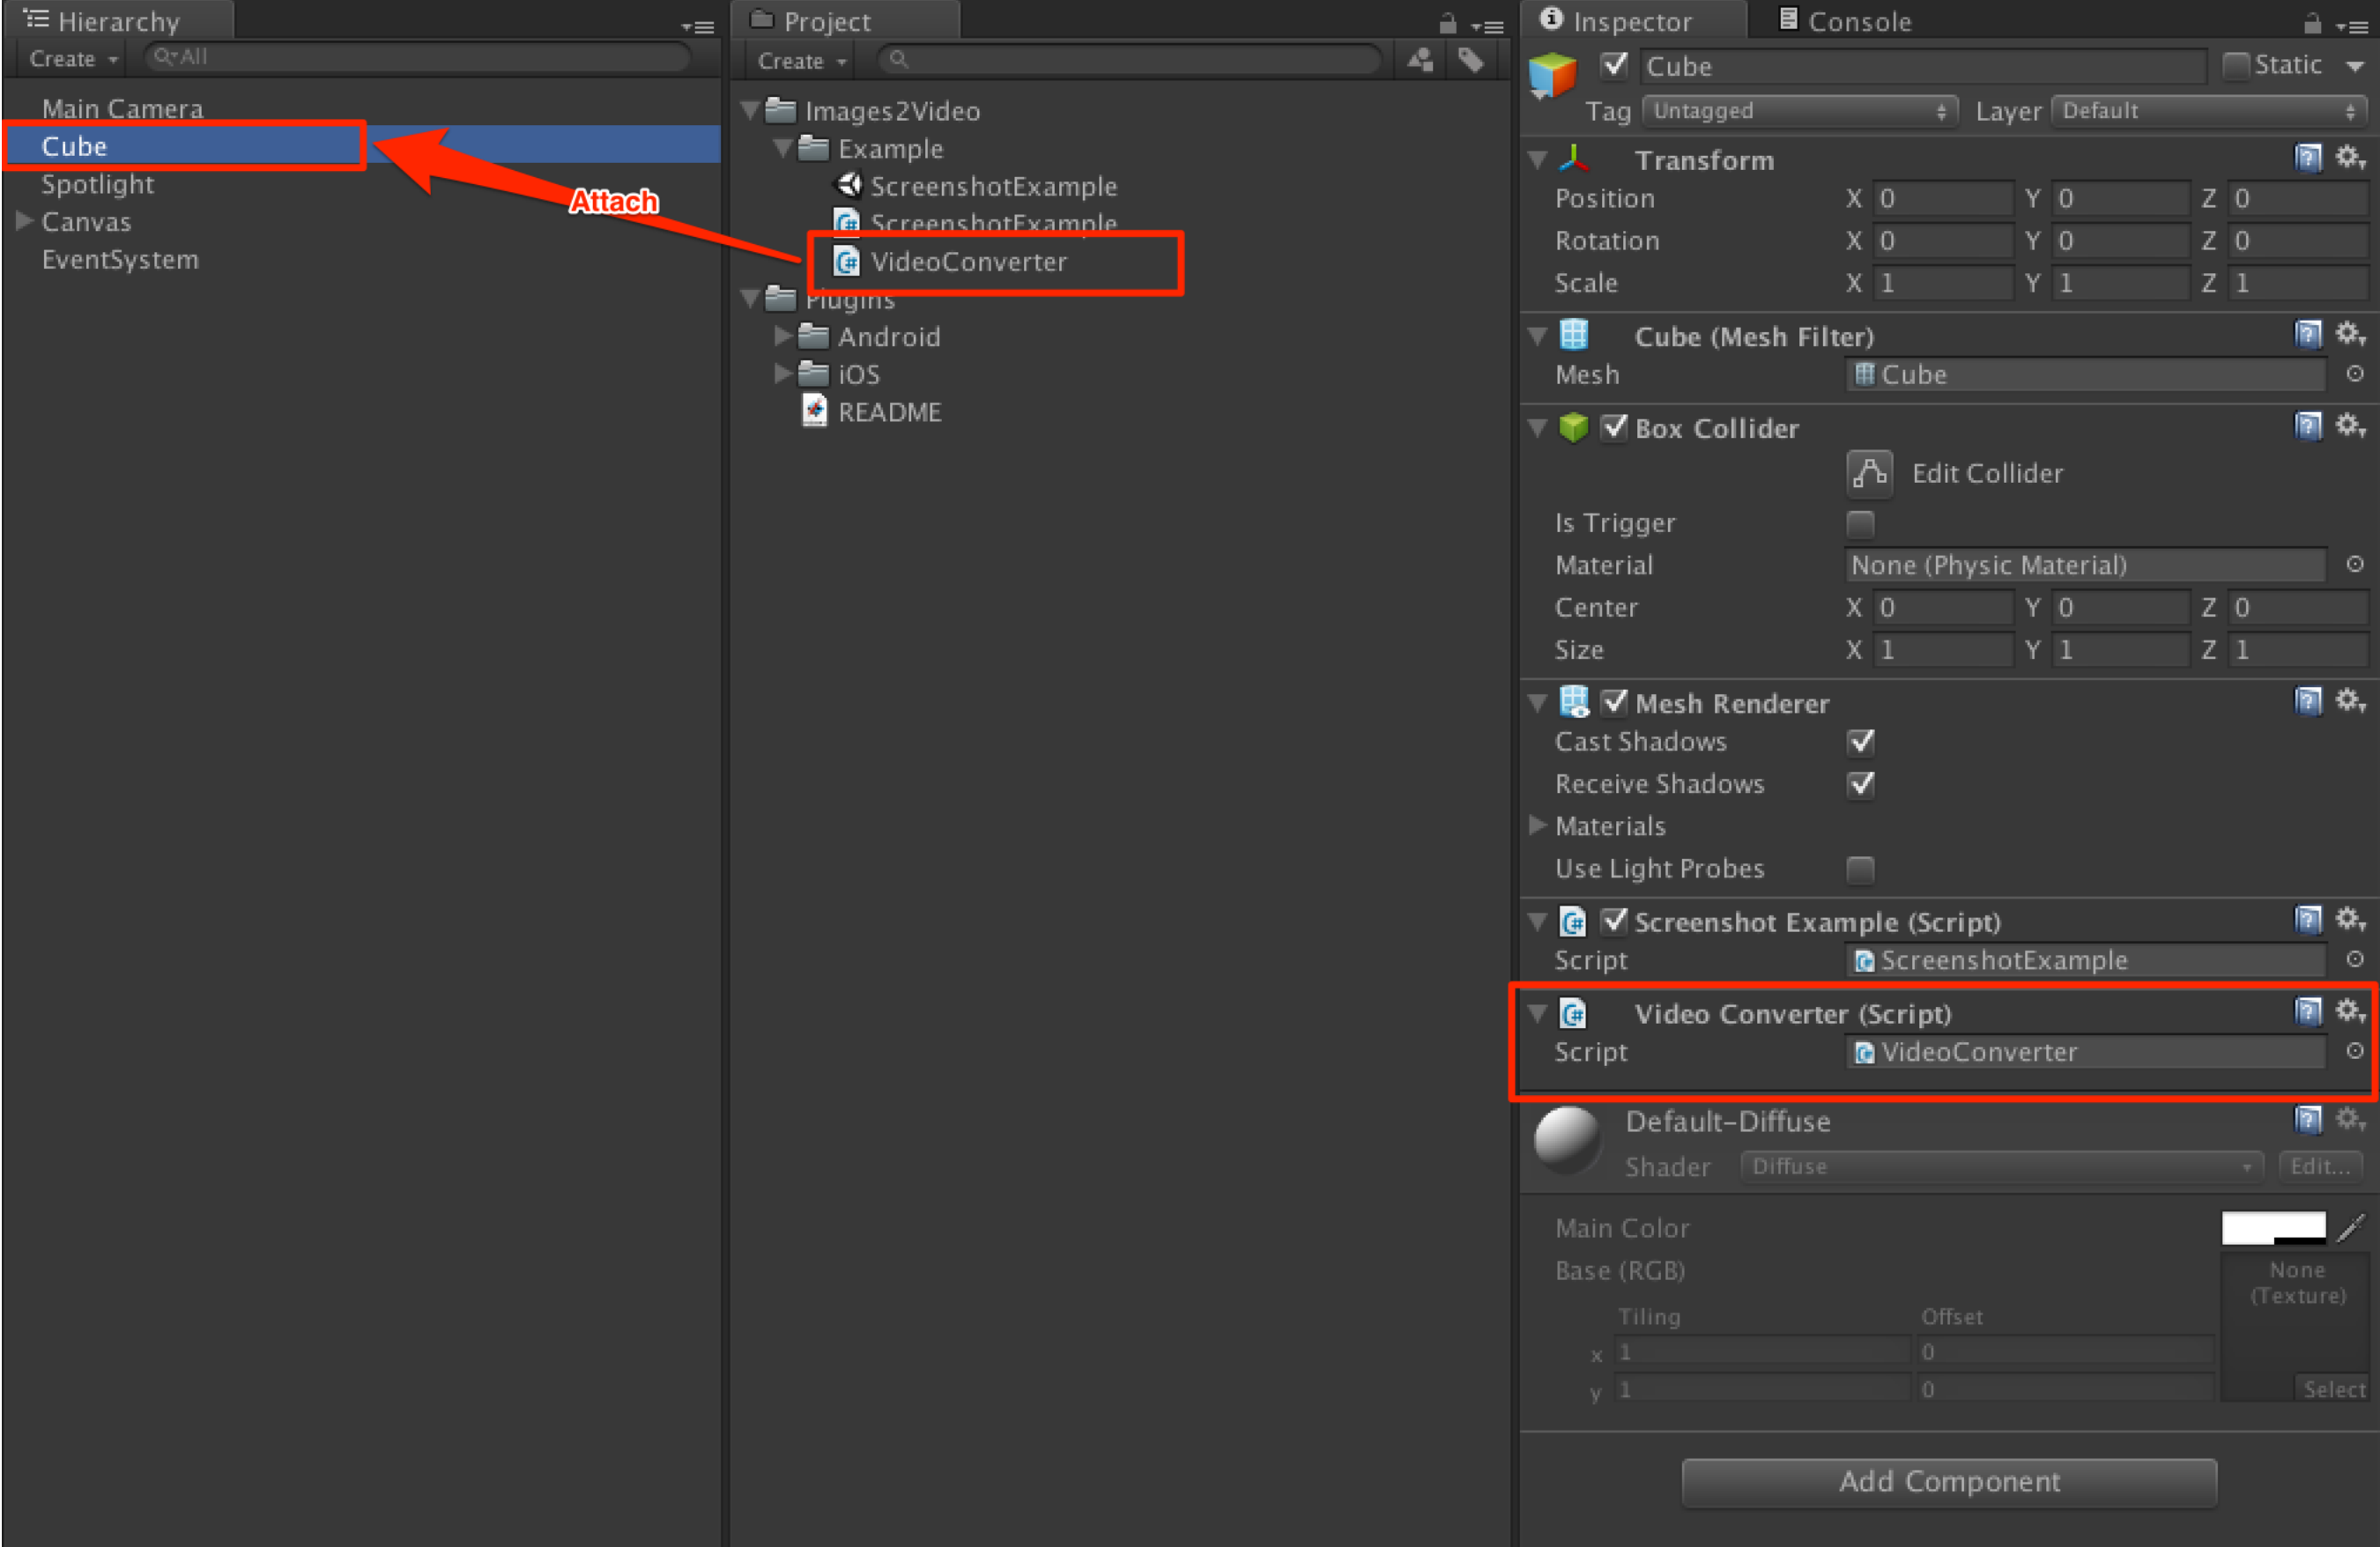 Hierarchy
Create All
Main Camera
Cube
Spotlight
Canvas
EventSystem
Attach
Project
Create
Images2Video
Example
ScreenshotExample
ScreenshotExample
VideoConverter
Plugins
Android
iOS
README
Inspector Console
Cube Static
Tag Untagged Layer Default
Transform
Position X 0 Y 0 Z 0
Rotation X 0 Y 0 Z 0
Scale X 1 Y 1 Z 1
Cube (Mesh Filter)
Mesh Cube
Box Collider
Edit Collider
Is Trigger
Material None (Physic Material)
Center X 0 Y 0 Z 0
Size X 1 Y 1 Z 1
Mesh Renderer
Cast Shadows
Receive Shadows
Materials
Use Light Probes
Screenshot Example (Script)
Script ScreenshotExample
Video Converter (Script)
Script VideoConverter
Default-Diffuse
Shader Diffuse Edit...
Main Color
Base (RGB)
None
(Texture)
Tiling Offset
x 1 0
y 1 0
Select
Add Component